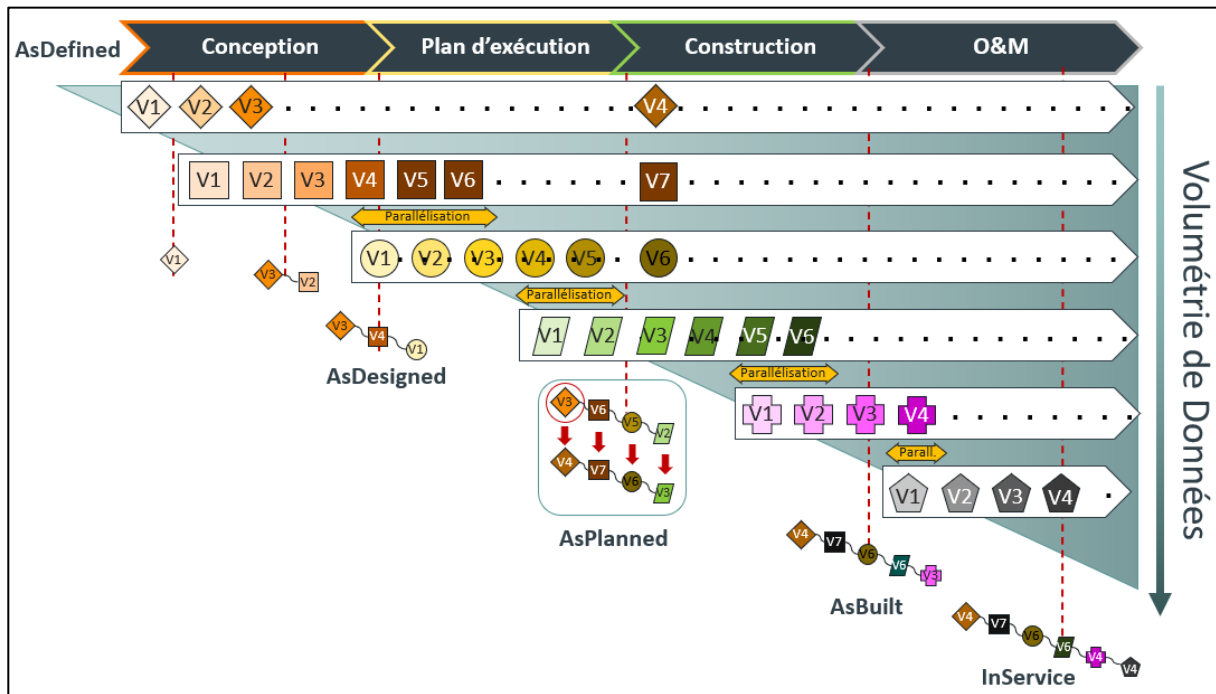 AsDefined
Conception
Plan d'exécution
Construction
O&M
V1 V2 V3 V4
V1 V2 V3 V4 V5 V6 V7
Parallélisation
V1 V2 V3 V4 V5 V6
V1
V3 V2
Parallélisation
V1 V2 V3 V4 V5 V6
V3 V4 V1
AsDesigned
Parallélisation
V1 V2 V3 V4
V3 V6 V5 V2
V4 V7 V6 V3
AsPlanned
Parall.
V1 V2 V3 V4
V4 V7 V6 V6 V3
AsBuilt
V4 V7 V6 V6 V4 V4
InService
Volumétrie de Données